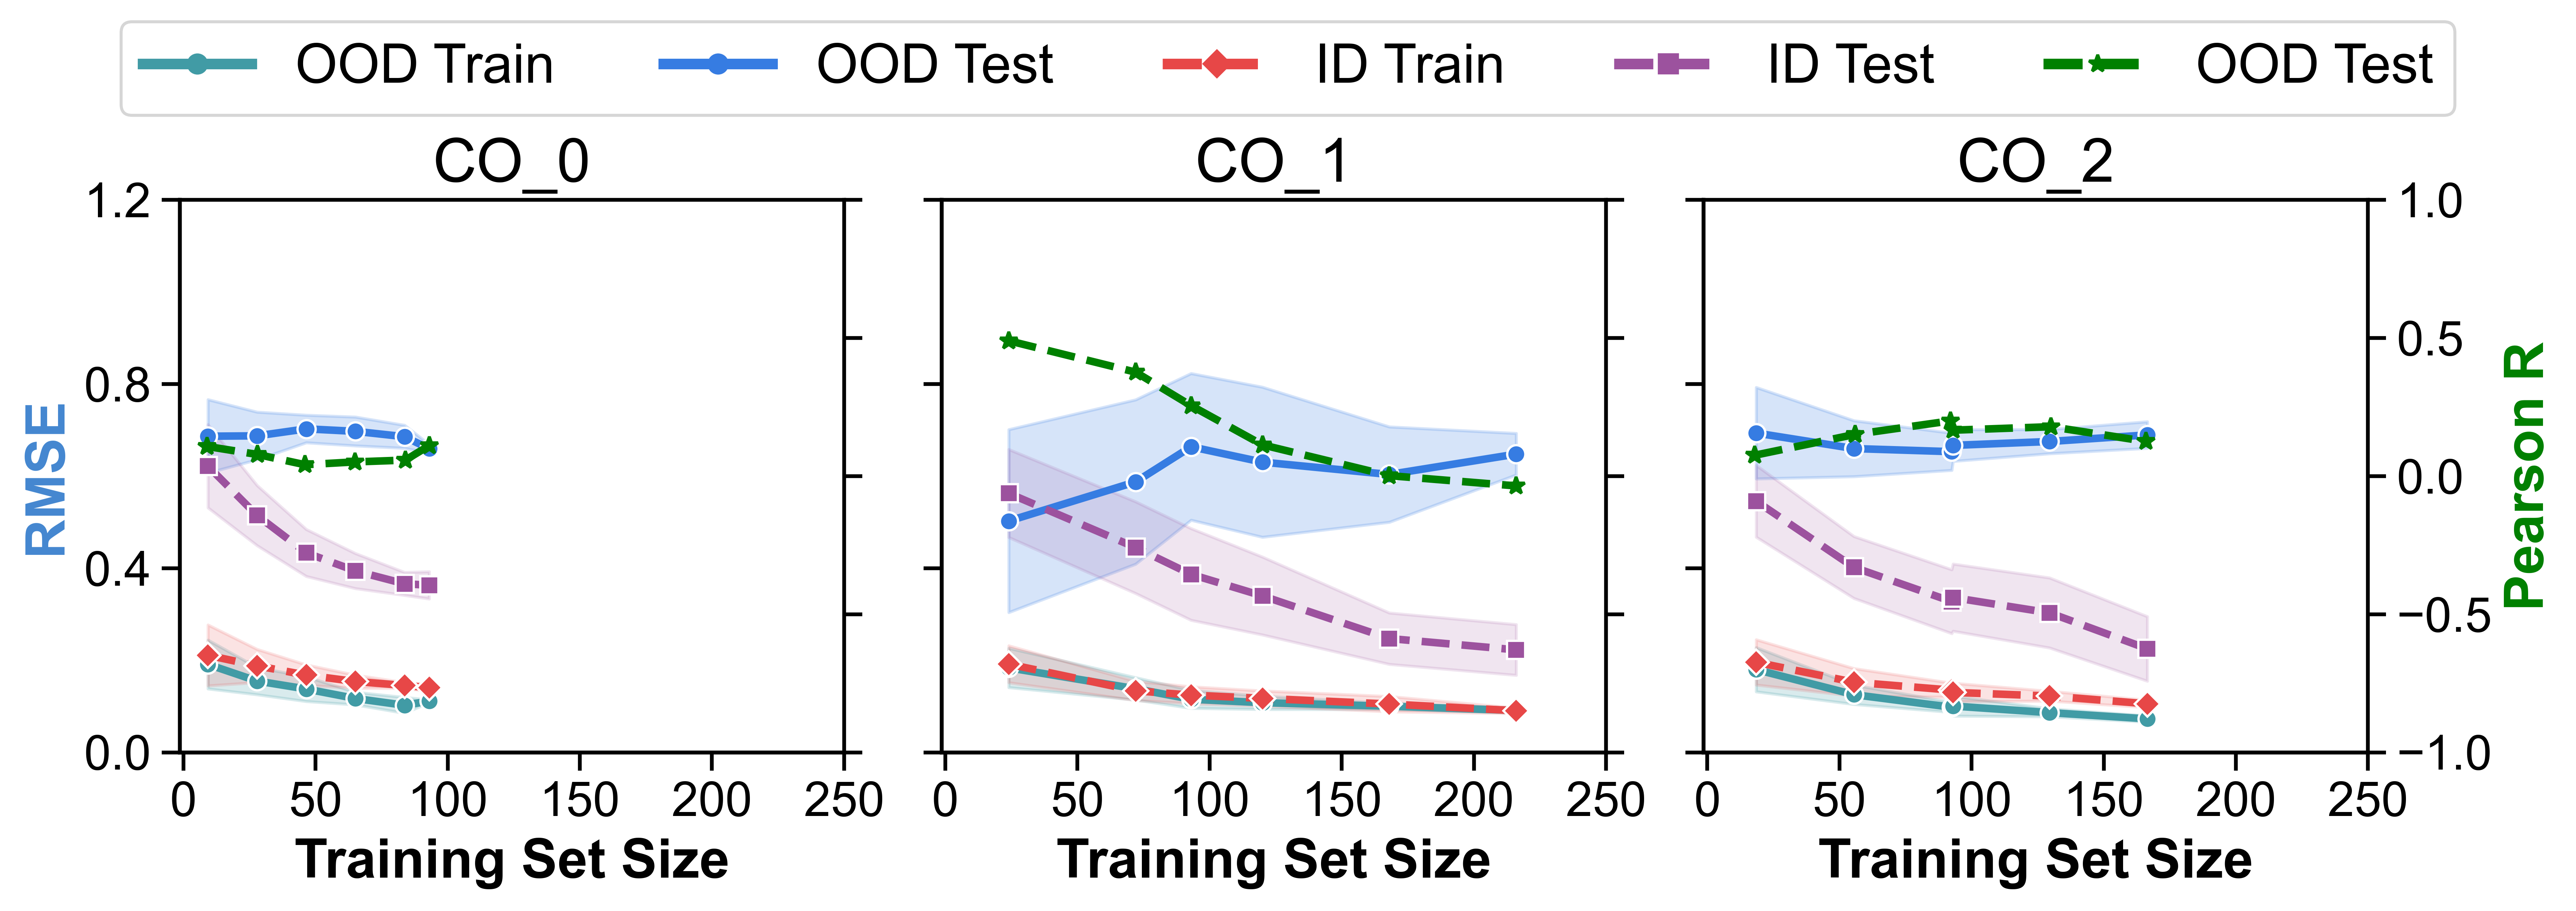 OOD Train OOD Test ID Train ID Test OOD Test
CO_0 CO_1 CO_2
1.2
0.8
0.4
0.0
RMSE
1.0
0.5
0.0
−0.5
−1.0
Pearson R
0 50 100 150 200 250 0 50 100 150 200 250 0 50 100 150 200 250
Training Set Size Training Set Size Training Set Size